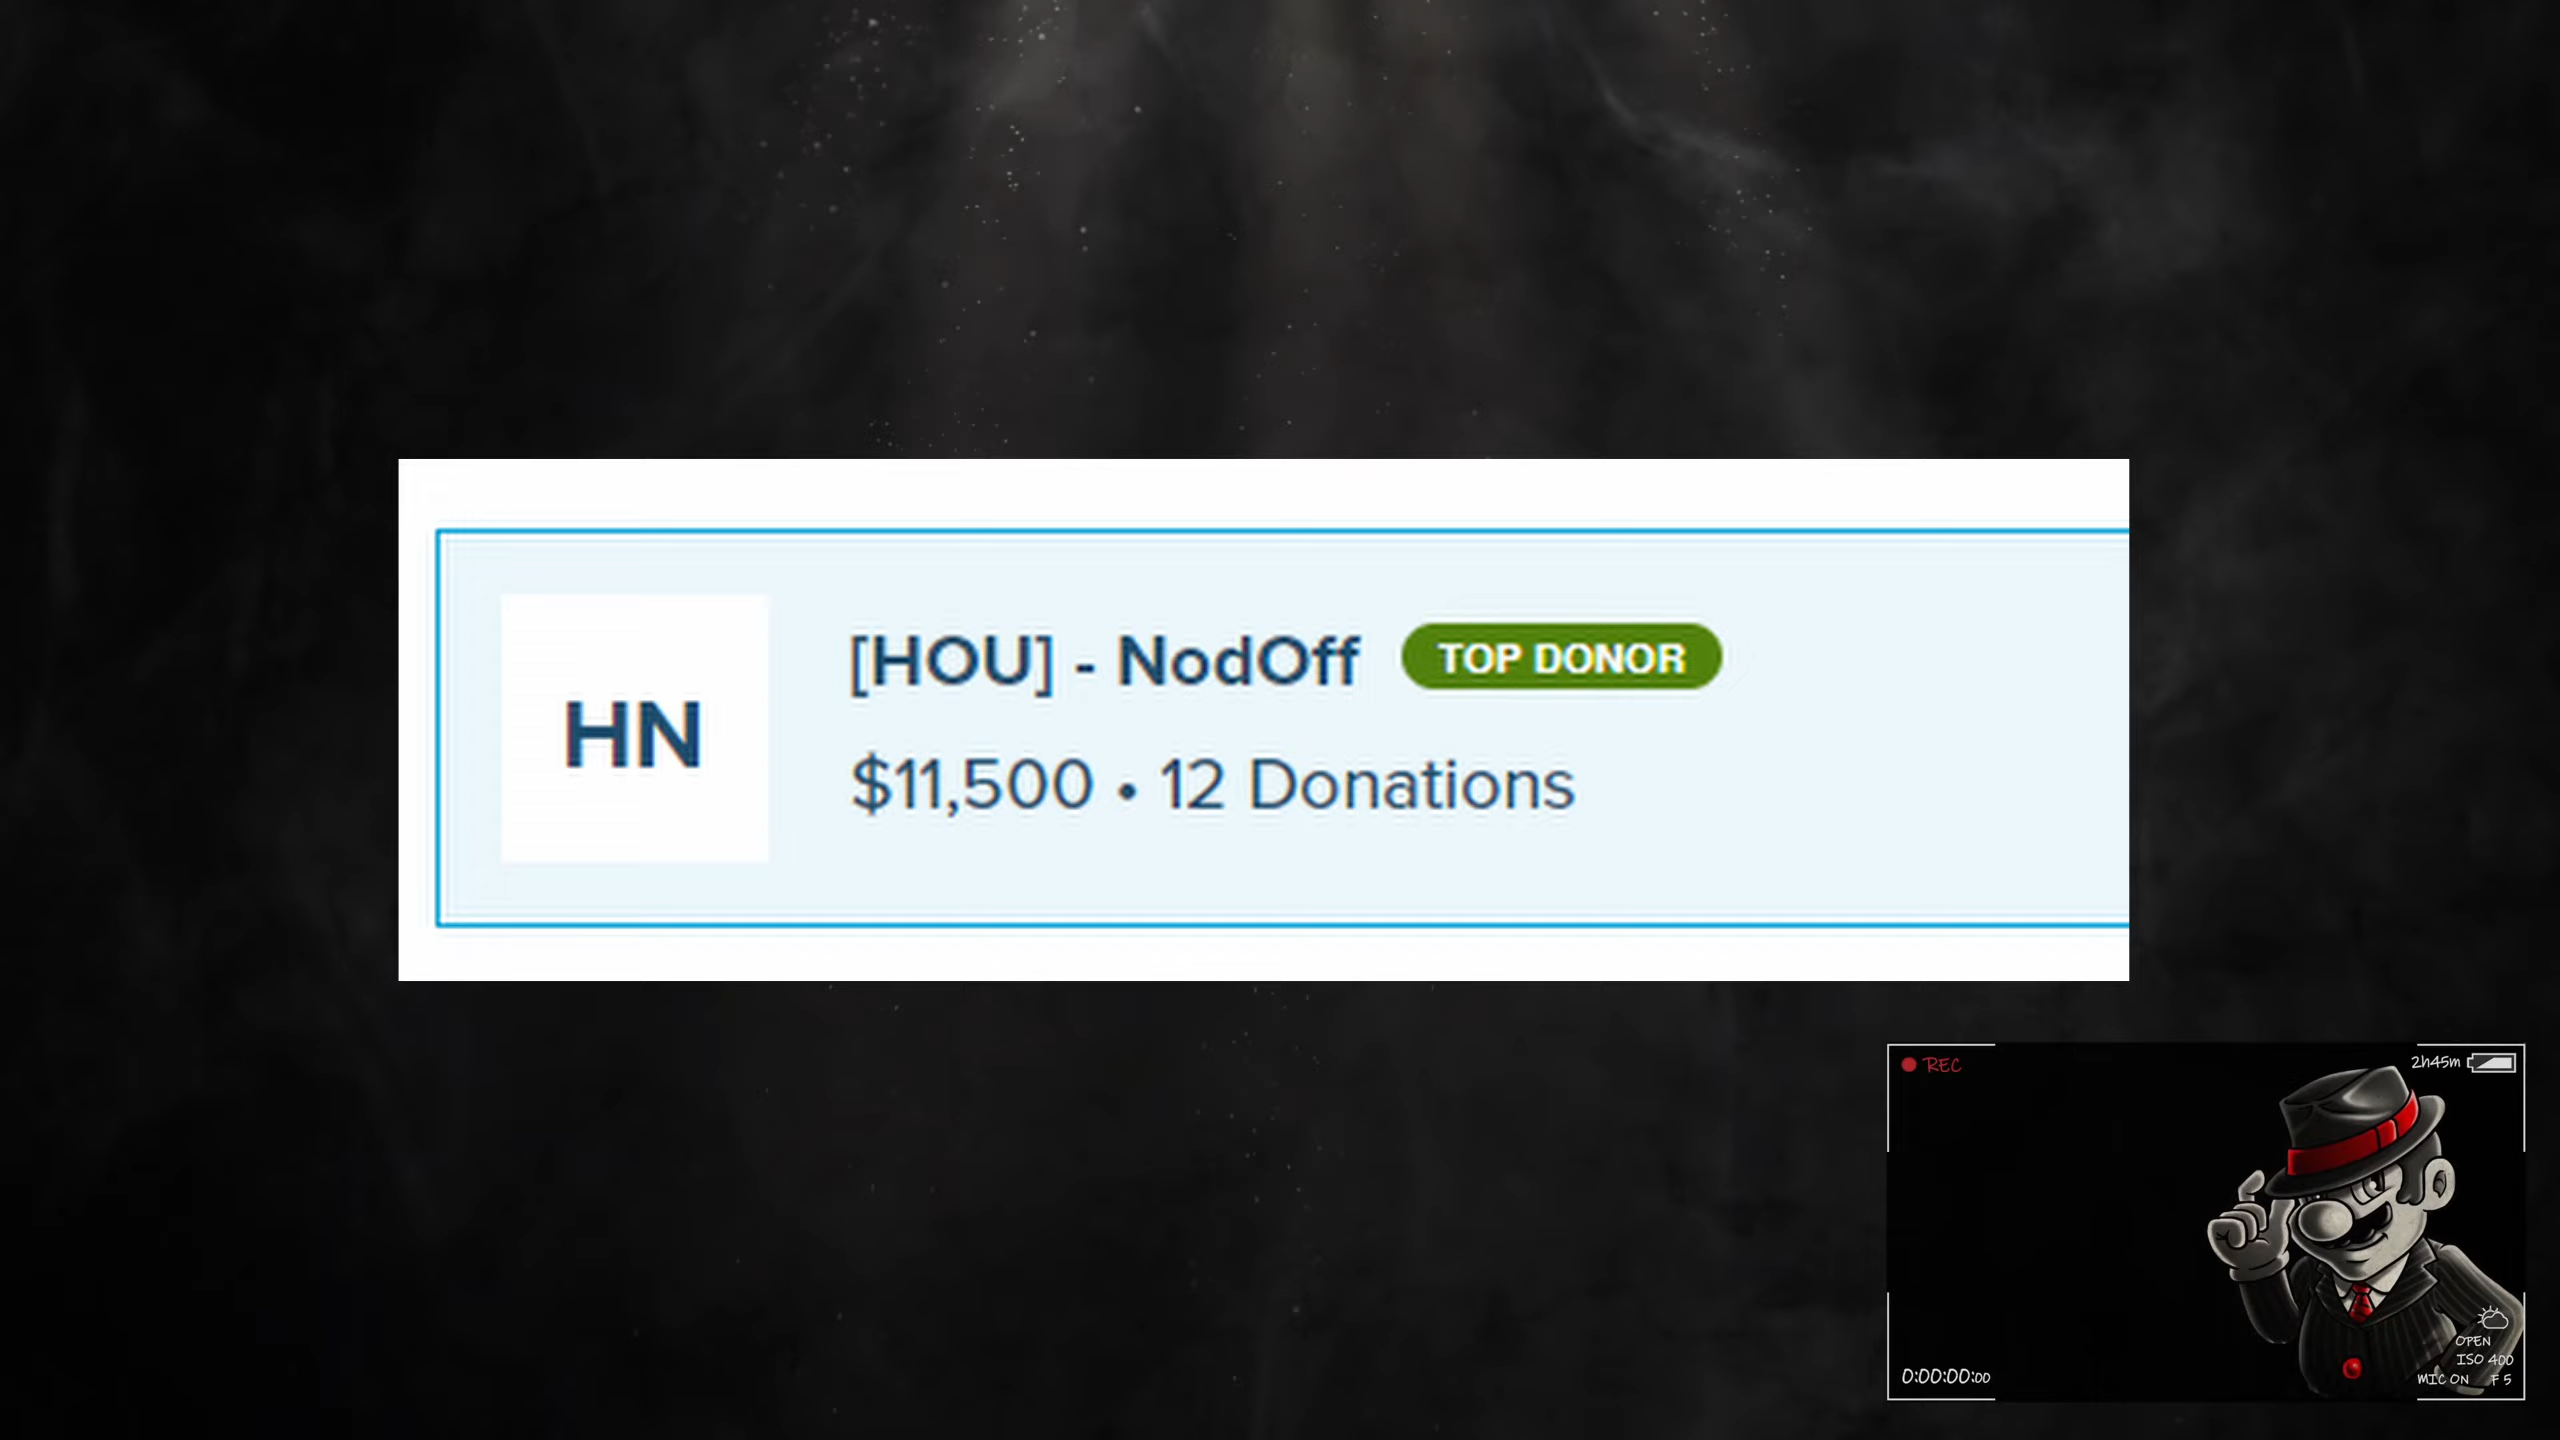 HN
[HOU] - NodOff TOP DONOR
$11,500 • 12 Donations
REC
2h45m
OPEN
ISO 400
0:00:00:00
MIC ON F 5